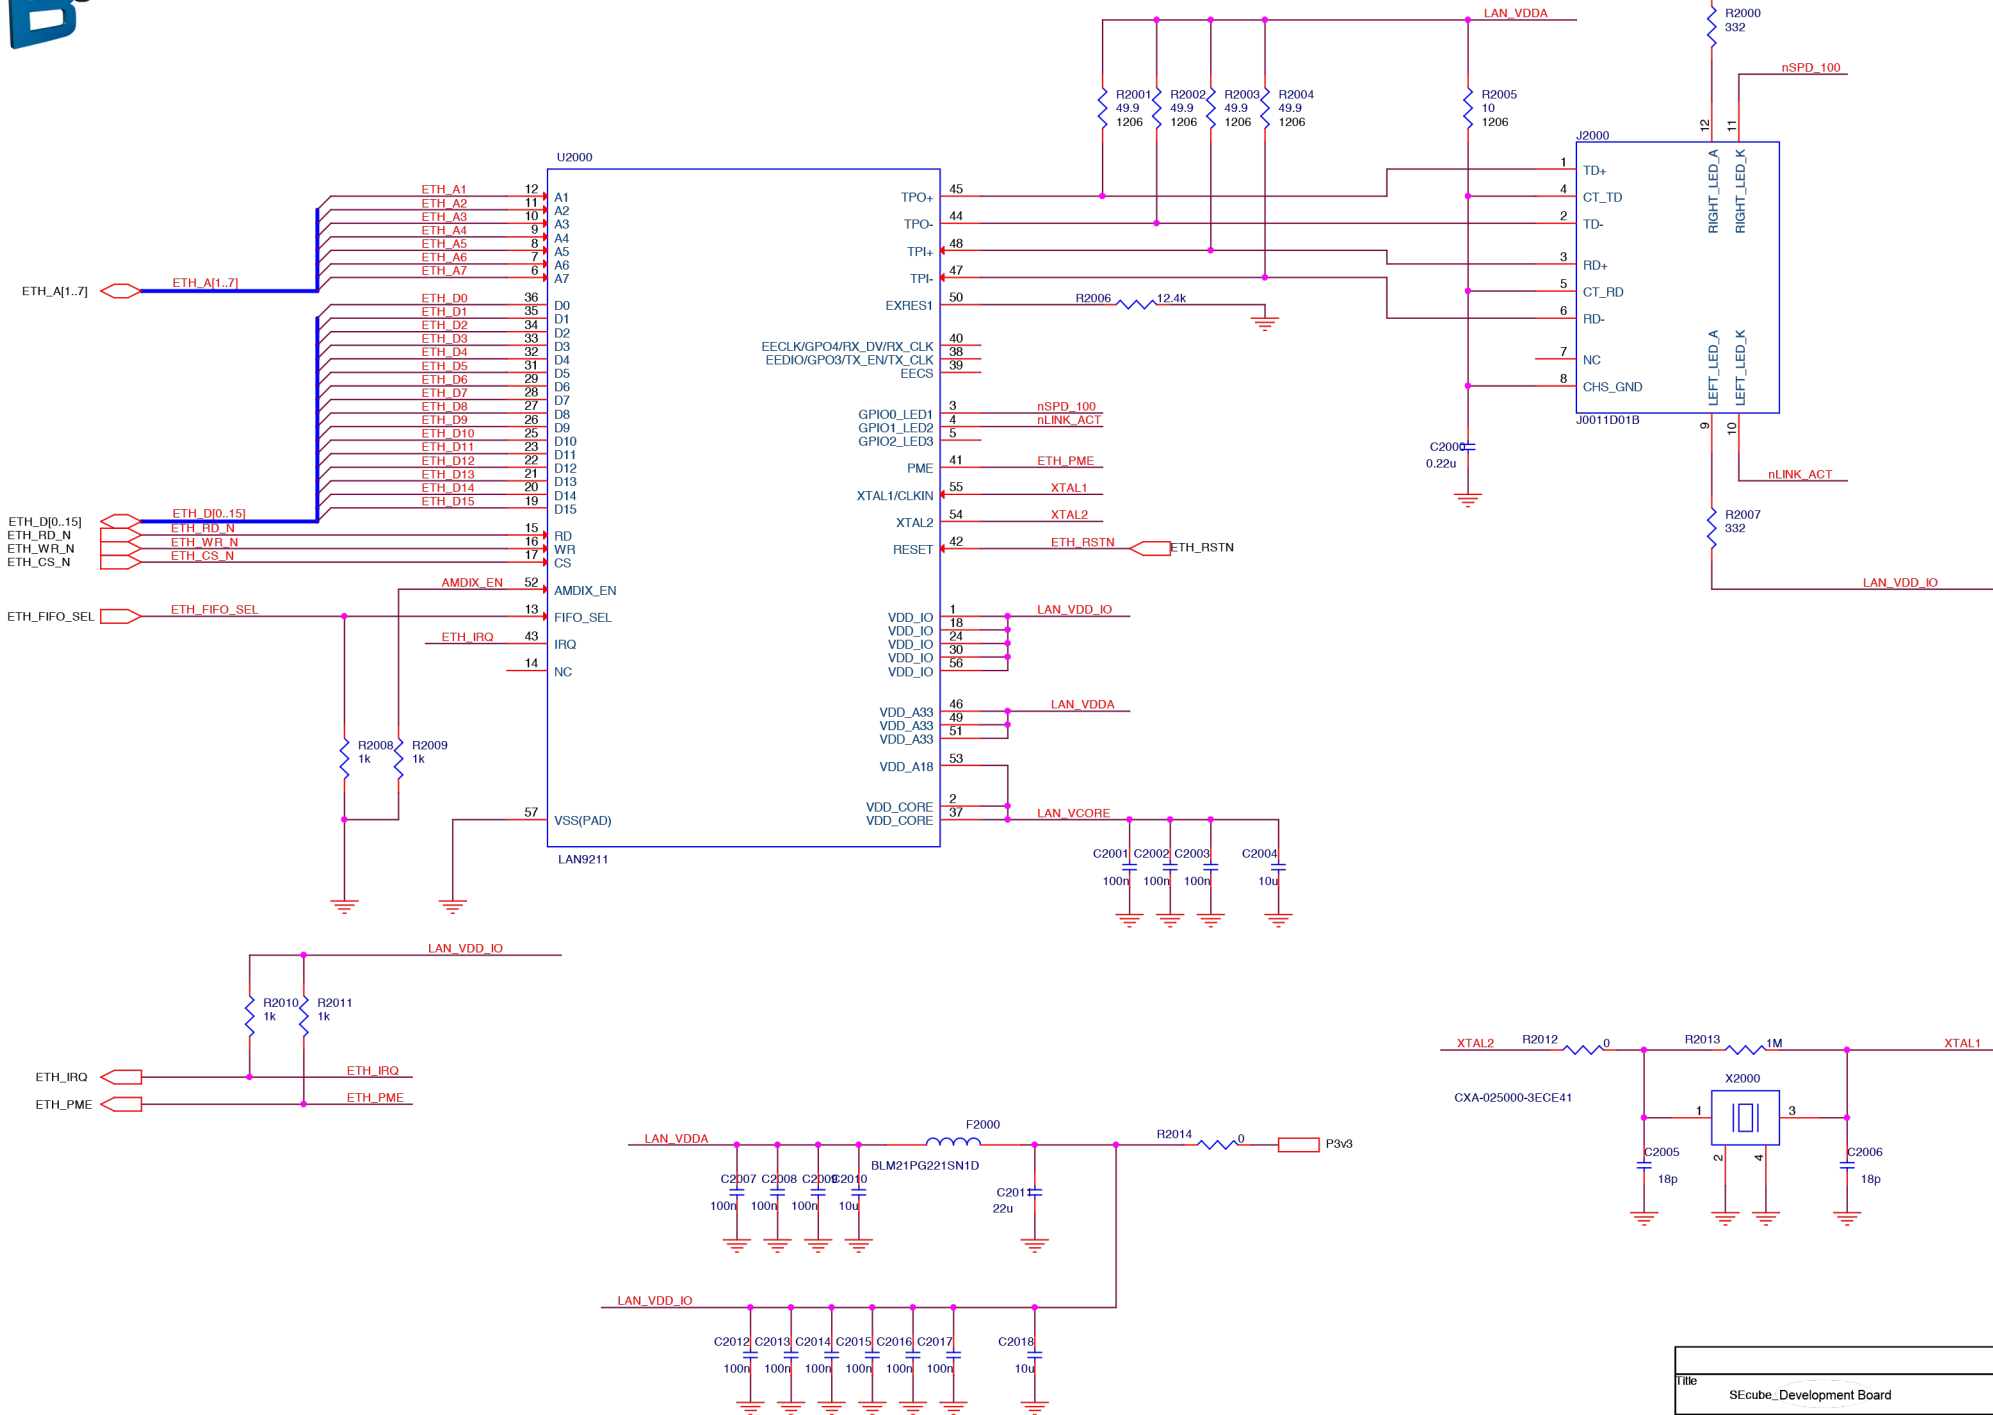 LAN_VDDA
R2000
332
nSPD_100
R2001
49.9
1206
R2002
49.9
1206
R2003
49.9
1206
R2004
49.9
1206
R2005
10
1206
12
11
J2000
RIGHT_LED_A
RIGHT_LED_K
1 TD+
4 CT_TD
2 TD-
3 RD+
5 CT_RD
6 RD-
7 NC
8 CHS_GND
LEFT_LED_A
LEFT_LED_K
J0011D01B
9
10
nLINK_ACT
R2007
332
LAN_VDD_IO
C2000
0.22u
U2000
ETH_A1 12 A1
ETH_A2 11 A2
ETH_A3 10 A3
ETH_A4 9 A4
ETH_A5 8 A5
ETH_A6 7 A6
ETH_A7 6 A7
ETH_A[1..7] ETH_A[1..7]
ETH_D0 36 D0
ETH_D1 35 D1
ETH_D2 34 D2
ETH_D3 33 D3
ETH_D4 32 D4
ETH_D5 31 D5
ETH_D6 29 D6
ETH_D7 28 D7
ETH_D8 27 D8
ETH_D9 26 D9
ETH_D10 25 D10
ETH_D11 23 D11
ETH_D12 22 D12
ETH_D13 21 D13
ETH_D14 20 D14
ETH_D15 19 D15
ETH_D[0..15] ETH_D[0..15]
ETH_RD_N ETH_RD_N 15 RD
ETH_WR_N ETH_WR_N 16 WR
ETH_CS_N ETH_CS_N 17 CS
AMDIX_EN 52 AMDIX_EN
ETH_FIFO_SEL ETH_FIFO_SEL 13 FIFO_SEL
ETH_IRQ 43 IRQ
14 NC
R2008
1k
R2009
1k
57 VSS(PAD)
LAN9211
TPO+ 45
TPO- 44
TPI+ 48
TPI- 47
EXRES1 50 R2006 12.4k
EECLK/GPO4/RX_DV/RX_CLK 40
EEDIO/GPO3/TX_EN/TX_CLK 38
EECS 39
GPIO0_LED1 3 nSPD_100
GPIO1_LED2 4 nLINK_ACT
GPIO2_LED3 5
PME 41 ETH_PME
XTAL1/CLKIN 55 XTAL1
XTAL2 54 XTAL2
RESET 42 ETH_RSTN ETH_RSTN
VDD_IO 1 LAN_VDD_IO
VDD_IO 18
VDD_IO 24
VDD_IO 30
VDD_IO 56
VDD_A33 46 LAN_VDDA
VDD_A33 49
VDD_A33 51
VDD_A18 53
VDD_CORE 2
VDD_CORE 37 LAN_VCORE
C2001 C2002 C2003 C2004
100n 100n 100n 10u
LAN_VDD_IO
R2010
1k
R2011
1k
ETH_IRQ ETH_IRQ
ETH_PME ETH_PME
XTAL2 R2012 0 R2013 1M XTAL1
X2000
CXA-025000-3ECE41
1 3
2 4
C2005
18p
C2006
18p
LAN_VDDA F2000 R2014 0 P3v3
BLM21PG221SN1D
C2007 C2008 C2009 C2010 C2011
100n 100n 100n 10u 22u
LAN_VDD_IO
C2012 C2013 C2014 C2015 C2016 C2017 C2018
100n 100n 100n 100n 100n 100n 10u
Title
SEcube Development Board